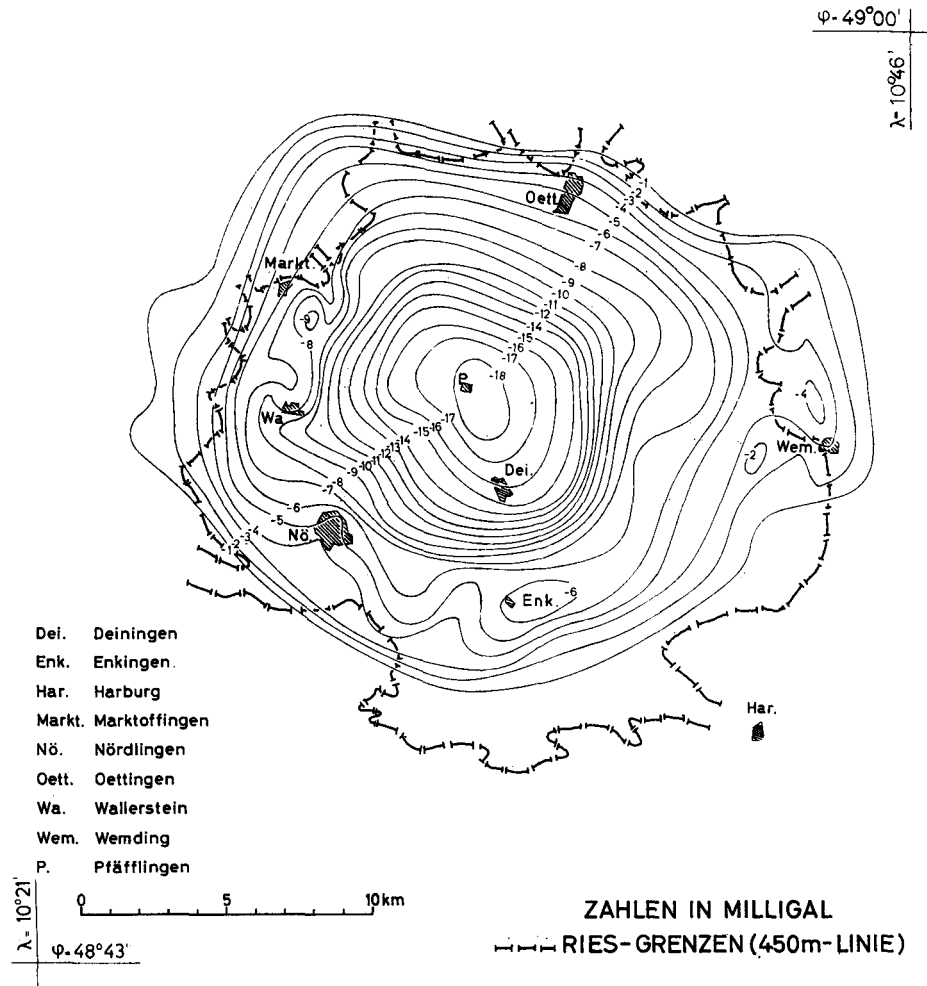 φ=49°00'
λ=10°46'
Oett.
-1
-2
-3
-4
-5
-6
-7
-8
-9
-10
-11
-12
-14
-15
-16
-17
-18
Markt.
-9
-8
P.
-4
Wa.
-17
-16
-15
-14
-13
-12
-11
-10
-9
-8
-7
-6
-5
-4
-3
-2
-1
Wem.
-2
Dei.
Nö.
Enk.
-6
Har.
Dei. Deiningen
Enk. Enkingen
Har. Harburg
Markt. Marktoffingen
Nö. Nördlingen
Oett. Oettingen
Wa. Wallerstein
Wem. Wemding
P. Pfäfflingen
0 5 10 km
λ=10°21'
φ=48°43'
ZAHLEN IN MILLIGAL
RIES-GRENZEN (450m-LINIE)